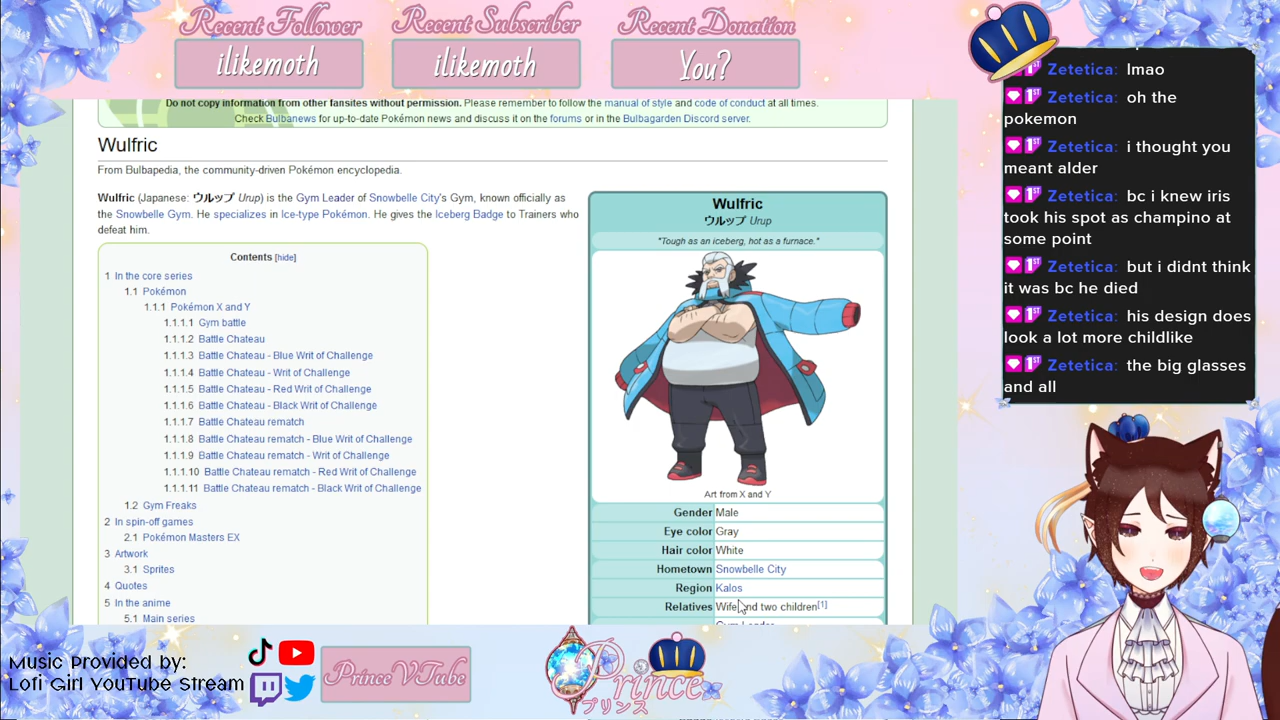 Recent Follower
ilikemoth
Recent Subscriber
ilikemoth
Recent Donation
You?
Do not copy information from other fansites without permission. Please remember to follow the manual of style and code of conduct at all times.
Check Bulbanews for up-to-date Pokémon news and discuss it on the forums or in the Bulbagarden Discord server.
Wulfric
From Bulbapedia, the community-driven Pokémon encyclopedia.
Wulfric (Japanese: ウルップ Urup) is the Gym Leader of Snowbelle City's Gym, known officially as
the Snowbelle Gym. He specializes in Ice-type Pokémon. He gives the Iceberg Badge to Trainers who
defeat him.
Contents [hide]
1 In the core series
1.1 Pokémon
1.1.1 Pokémon X and Y
1.1.1.1 Gym battle
1.1.1.2 Battle Chateau
1.1.1.3 Battle Chateau - Blue Writ of Challenge
1.1.1.4 Battle Chateau - Writ of Challenge
1.1.1.5 Battle Chateau - Red Writ of Challenge
1.1.1.6 Battle Chateau - Black Writ of Challenge
1.1.1.7 Battle Chateau rematch
1.1.1.8 Battle Chateau rematch - Blue Writ of Challenge
1.1.1.9 Battle Chateau rematch - Writ of Challenge
1.1.1.10 Battle Chateau rematch - Red Writ of Challenge
1.1.1.11 Battle Chateau rematch - Black Writ of Challenge
1.2 Gym Freaks
2 In spin-off games
2.1 Pokémon Masters EX
3 Artwork
3.1 Sprites
4 Quotes
5 In the anime
5.1 Main series
Wulfric
ウルップ Urup
"Tough as an iceberg, hot as a furnace."
Art from X and Y
Gender Male
Eye color Gray
Hair color White
Hometown Snowbelle City
Region Kalos
Relatives Wife and two children[1]
Gym Leader
Zetetica: lmao
Zetetica: oh the
pokemon
Zetetica: i thought you
meant alder
Zetetica: bc i knew iris
took his spot as champino at
some point
Zetetica: but i didnt think
it was bc he died
Zetetica: his design does
look a lot more childlike
Zetetica: the big glasses
and all
Music Provided by:
Lofi Girl YouTube Stream
Prince VTube
Prince
プリンス